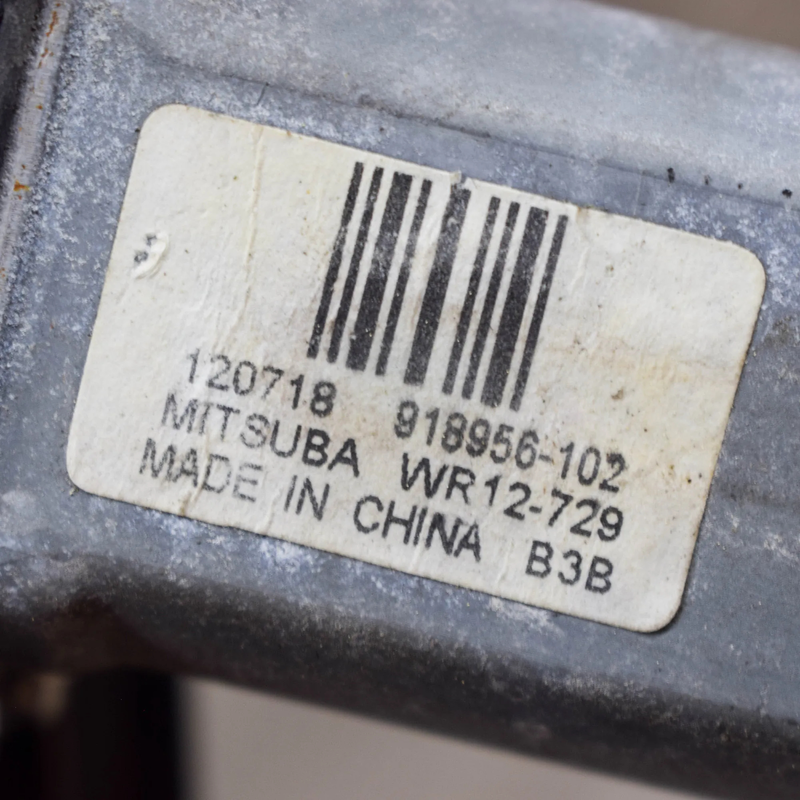 120718 918956-102
MITSUBA WR12-729
MADE IN CHINA B3B